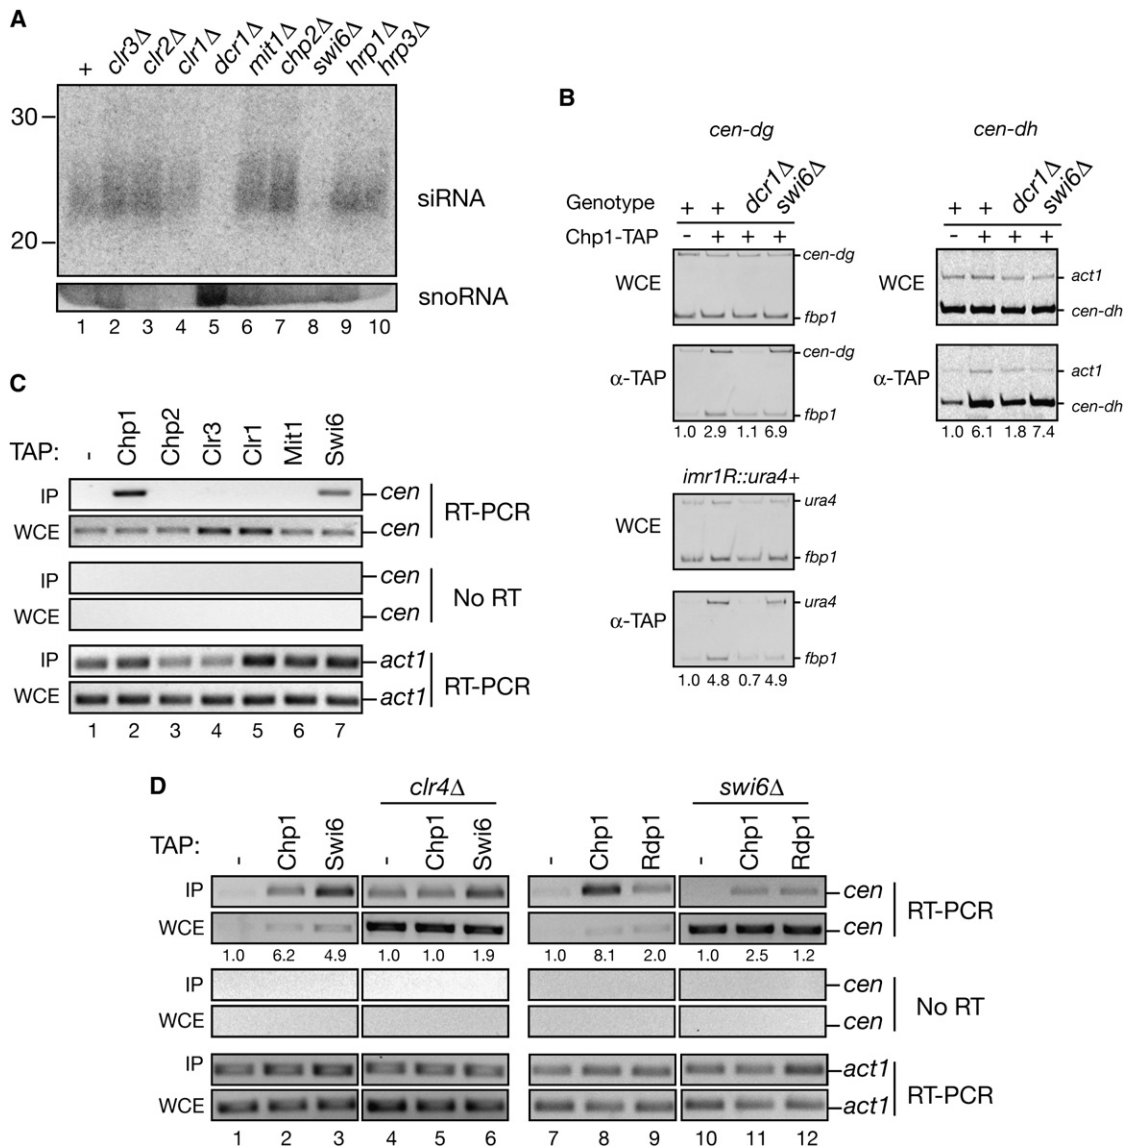 A
+ clr3Δ clr2Δ clr1Δ dcr1Δ mit1Δ chp2Δ swi6Δ hrp1Δ hrp3Δ
30
20
siRNA
snoRNA
1 2 3 4 5 6 7 8 9 10
B
cen-dg
Genotype + + dcr1Δ swi6Δ
Chp1-TAP - + + +
WCE
cen-dg
fbp1
α-TAP
cen-dg
fbp1
1.0 2.9 1.1 6.9
cen-dh
+ + dcr1Δ swi6Δ
- + + +
WCE
act1
cen-dh
α-TAP
act1
cen-dh
1.0 6.1 1.8 7.4
imr1R::ura4+
WCE
ura4
fbp1
α-TAP
ura4
fbp1
1.0 4.8 0.7 4.9
C
TAP: - Chp1 Chp2 Clr3 Clr1 Mit1 Swi6
IP cen
WCE cen
RT-PCR
IP cen
WCE cen
No RT
IP act1
WCE act1
RT-PCR
1 2 3 4 5 6 7
D
clr4Δ swi6Δ
TAP: - Chp1 Swi6 - Chp1 Swi6 - Chp1 Rdp1 - Chp1 Rdp1
IP cen
WCE cen
RT-PCR
1.0 6.2 4.9 1.0 1.0 1.9 1.0 8.1 2.0 1.0 2.5 1.2
IP cen
WCE cen
No RT
IP act1
WCE act1
RT-PCR
1 2 3 4 5 6 7 8 9 10 11 12